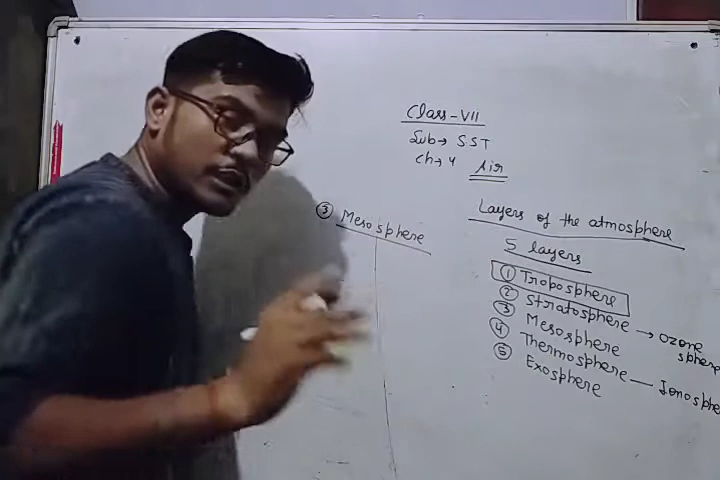 Class-VII
Sub→ SST
Ch→ 4 Air
③ Mesosphere
Layers of the atmosphere
5 layers
① Troposphere
② Stratosphere → Ozone sphere
③ Mesosphere
④ Thermosphere — Ionosphe
⑤ Exosphere